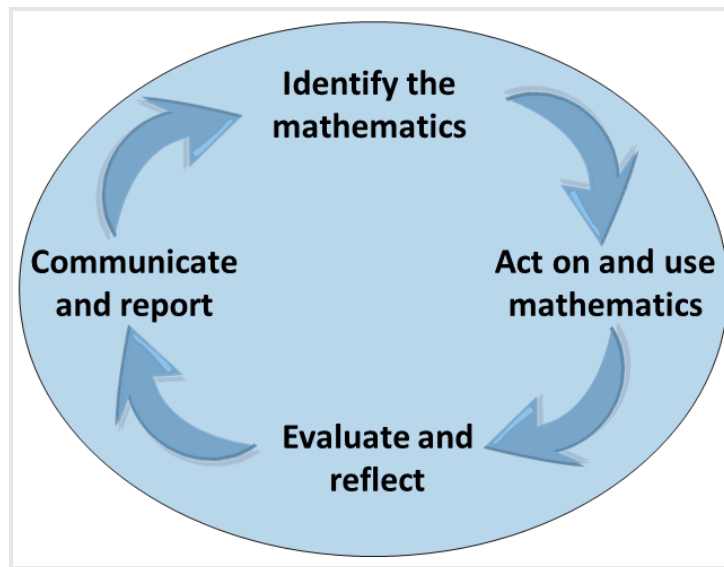 Identify the
mathematics
Act on and use
mathematics
Evaluate and
reflect
Communicate
and report